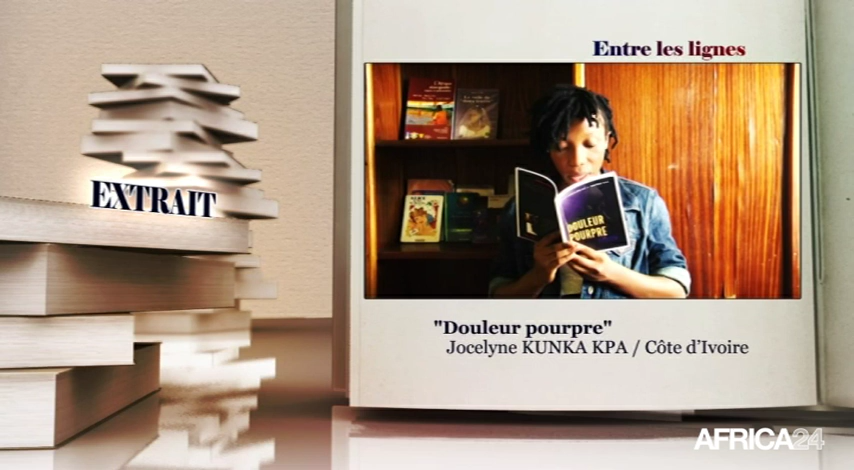 Entre les lignes
EXTRAIT
DOULEUR
POURPRE
"Douleur pourpre"
Jocelyne KUNKA KPA / Côte d’Ivoire
AFRICA24